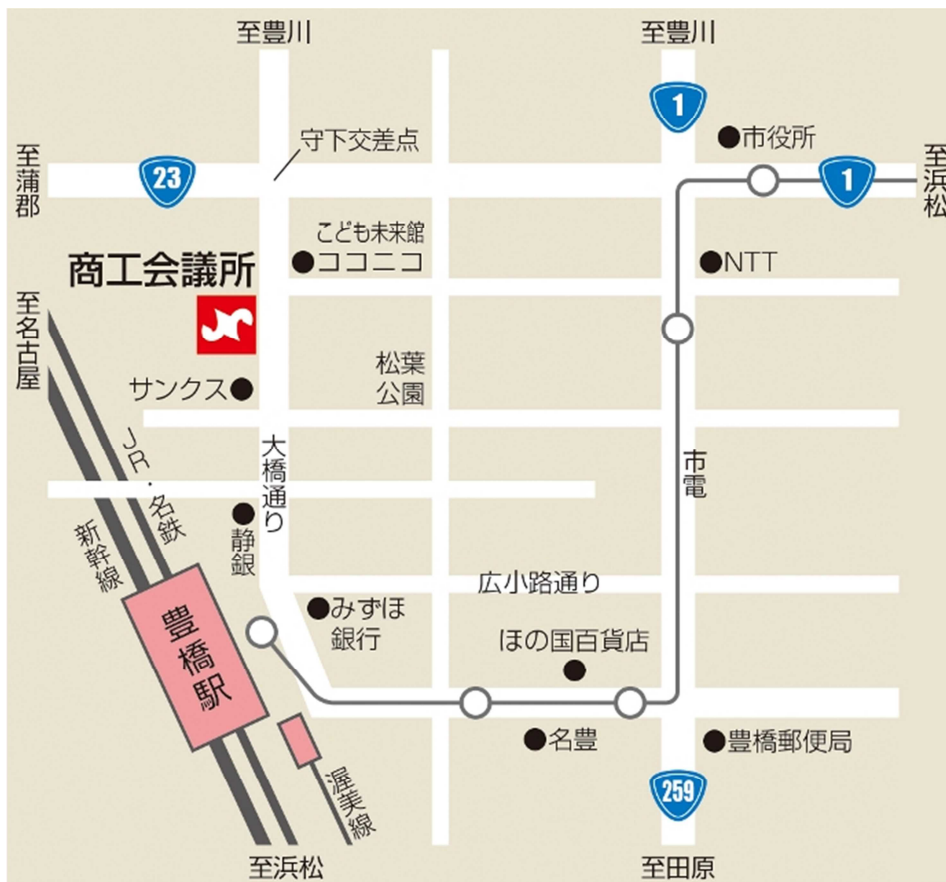 至豊川
至豊川
1
守下交差点
市役所
至蒲郡
23
1
至浜松
こども未来館
ココニコ
商工会議所
NTT
至名古屋
松葉
公園
サンクス
JR・名鉄
大橋通り
市電
静銀
新幹線
広小路通り
みずほ
銀行
豊橋駅
ほの国百貨店
名豊
豊橋郵便局
259
渥美線
至浜松
至田原